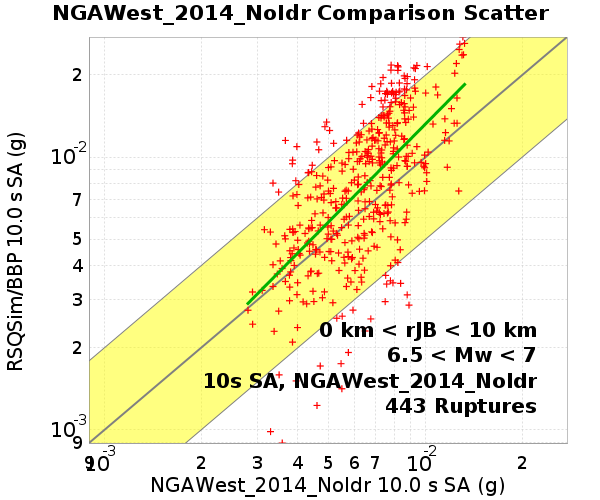 NGAWest_2014_NoIdr Comparison Scatter
RSQSim/BBP 10.0 s SA (g)
2
10-2
7
5
4
3
2
10-3
9
0 km < rJB < 10 km
6.5 < Mw < 7
10s SA, NGAWest_2014_NoIdr
443 Ruptures
9 10-3 2 3 4 5 6 7 10-2 2
NGAWest_2014_NoIdr 10.0 s SA (g)